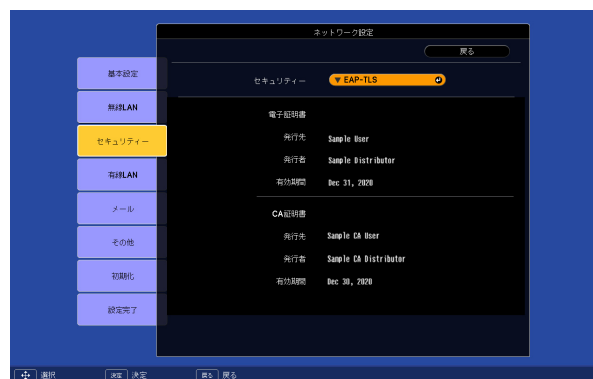 ネットワーク設定
戻る
基本設定
無線LAN
セキュリティー
有線LAN
メール
その他
初期化
設定完了
セキュリティー ▼ EAP-TLS
電子証明書
発行先 Sample User
発行者 Sample Distributor
有効期間 Dec 31, 2020
CA証明書
発行先 Sample CA User
発行者 Sample CA Distributor
有効期間 Dec 30, 2020
選択 決定 決定 戻る 戻る